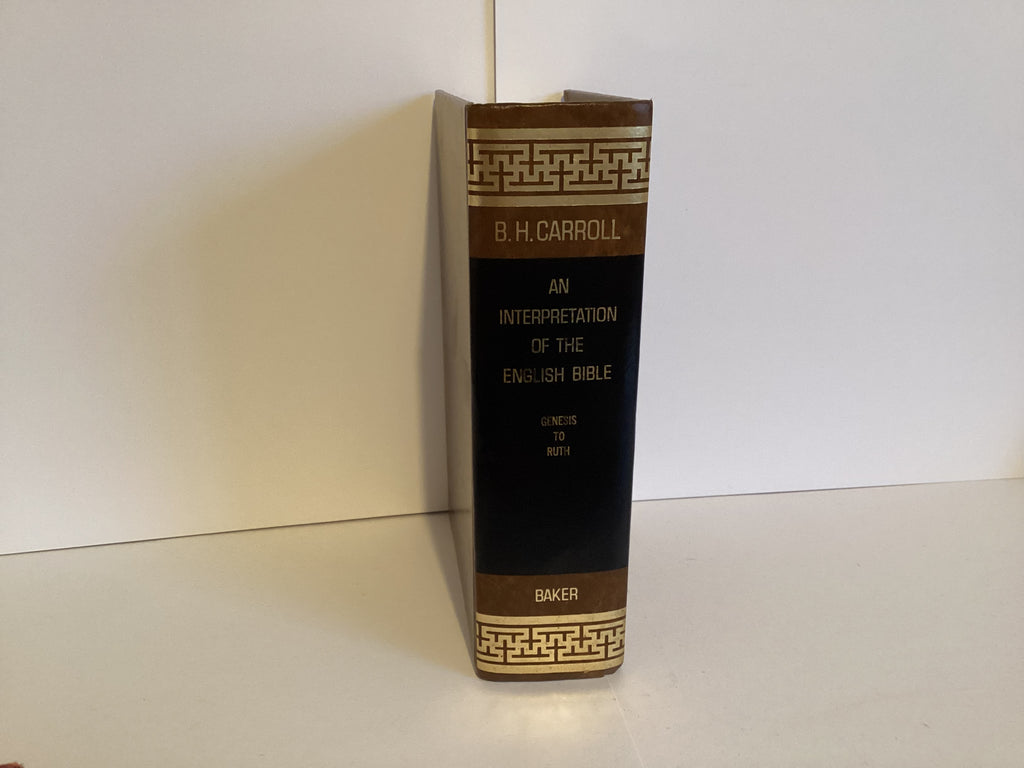 B. H. CARROLL
AN
INTERPRETATION
OF THE
ENGLISH BIBLE
GENESIS
TO
RUTH
BAKER